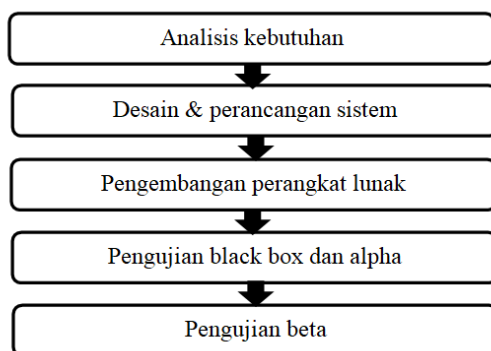 Analisis kebutuhan
Desain & perancangan sistem
Pengembangan perangkat lunak
Pengujian black box dan alpha
Pengujian beta